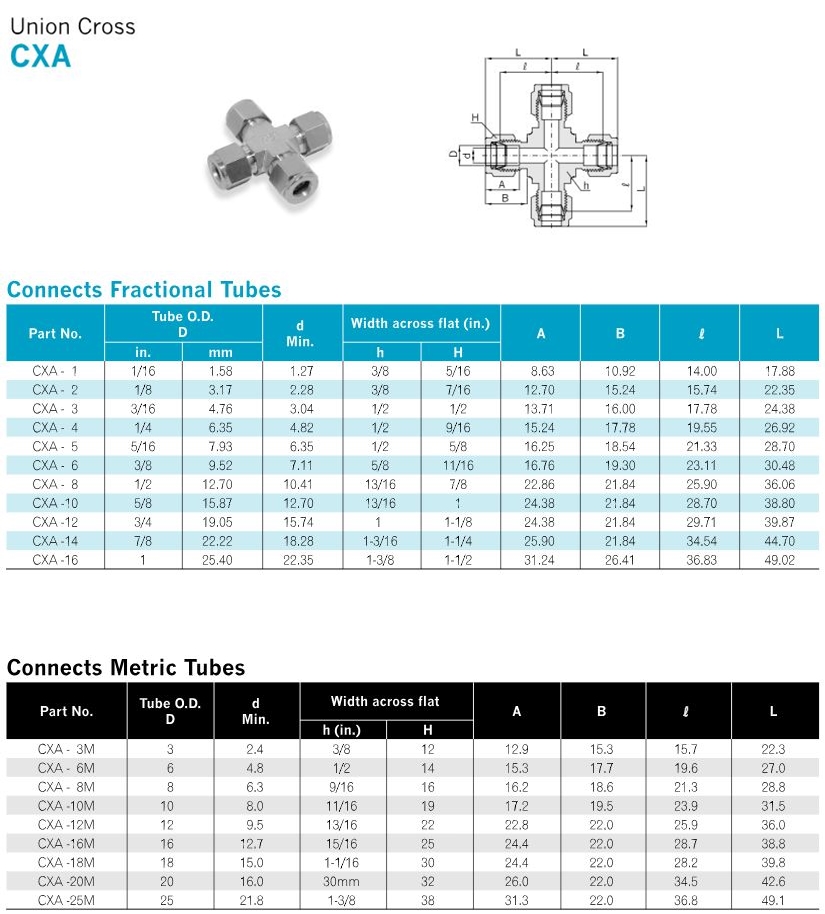 Union Cross
CXA
L L
ℓ ℓ
H
D d
A
B
h
ℓ L
Connects Fractional Tubes
Part No. Tube O.D. D d Min. Width across flat (in.) A B ℓ L
in. mm h H
CXA - 1 1/16 1.58 1.27 3/8 5/16 8.63 10.92 14.00 17.88
CXA - 2 1/8 3.17 2.28 3/8 7/16 12.70 15.24 15.74 22.35
CXA - 3 3/16 4.76 3.04 1/2 1/2 13.71 16.00 17.78 24.38
CXA - 4 1/4 6.35 4.82 1/2 9/16 15.24 17.78 19.55 26.92
CXA - 5 5/16 7.93 6.35 1/2 5/8 16.25 18.54 21.33 28.70
CXA - 6 3/8 9.52 7.11 5/8 11/16 16.76 19.30 23.11 30.48
CXA - 8 1/2 12.70 10.41 13/16 7/8 22.86 21.84 25.90 36.06
CXA -10 5/8 15.87 12.70 13/16 1 24.38 21.84 28.70 38.80
CXA -12 3/4 19.05 15.74 1 1-1/8 24.38 21.84 29.71 39.87
CXA -14 7/8 22.22 18.28 1-3/16 1-1/4 25.90 21.84 34.54 44.70
CXA -16 1 25.40 22.35 1-3/8 1-1/2 31.24 26.41 36.83 49.02
Connects Metric Tubes
Part No. Tube O.D. D d Min. Width across flat A B ℓ L
h (in.) H
CXA - 3M 3 2.4 3/8 12 12.9 15.3 15.7 22.3
CXA - 6M 6 4.8 1/2 14 15.3 17.7 19.6 27.0
CXA - 8M 8 6.3 9/16 16 16.2 18.6 21.3 28.8
CXA -10M 10 8.0 11/16 19 17.2 19.5 23.9 31.5
CXA -12M 12 9.5 13/16 22 22.8 22.0 25.9 36.0
CXA -16M 16 12.7 15/16 25 24.4 22.0 28.7 38.8
CXA -18M 18 15.0 1-1/16 30 24.4 22.0 28.2 39.8
CXA -20M 20 16.0 30mm 32 26.0 22.0 34.5 42.6
CXA -25M 25 21.8 1-3/8 38 31.3 22.0 36.8 49.1